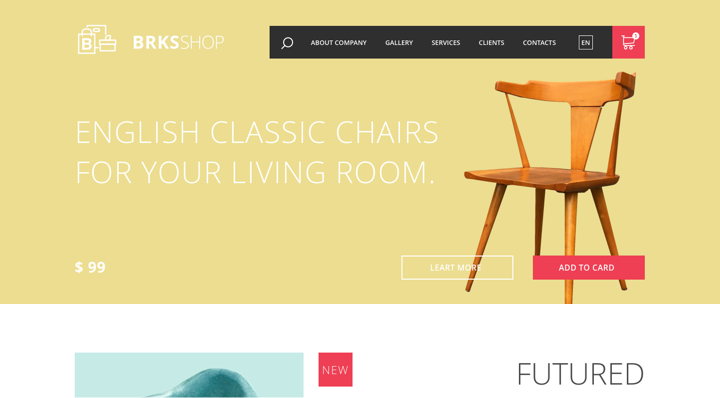 B
BRKSSHOP
ABOUT COMPANY
GALLERY
SERVICES
CLIENTS
CONTACTS
EN
ENGLISH CLASSIC CHAIRS
FOR YOUR LIVING ROOM.
$ 99
LEART MORE
ADD TO CARD
NEW
FUTURED